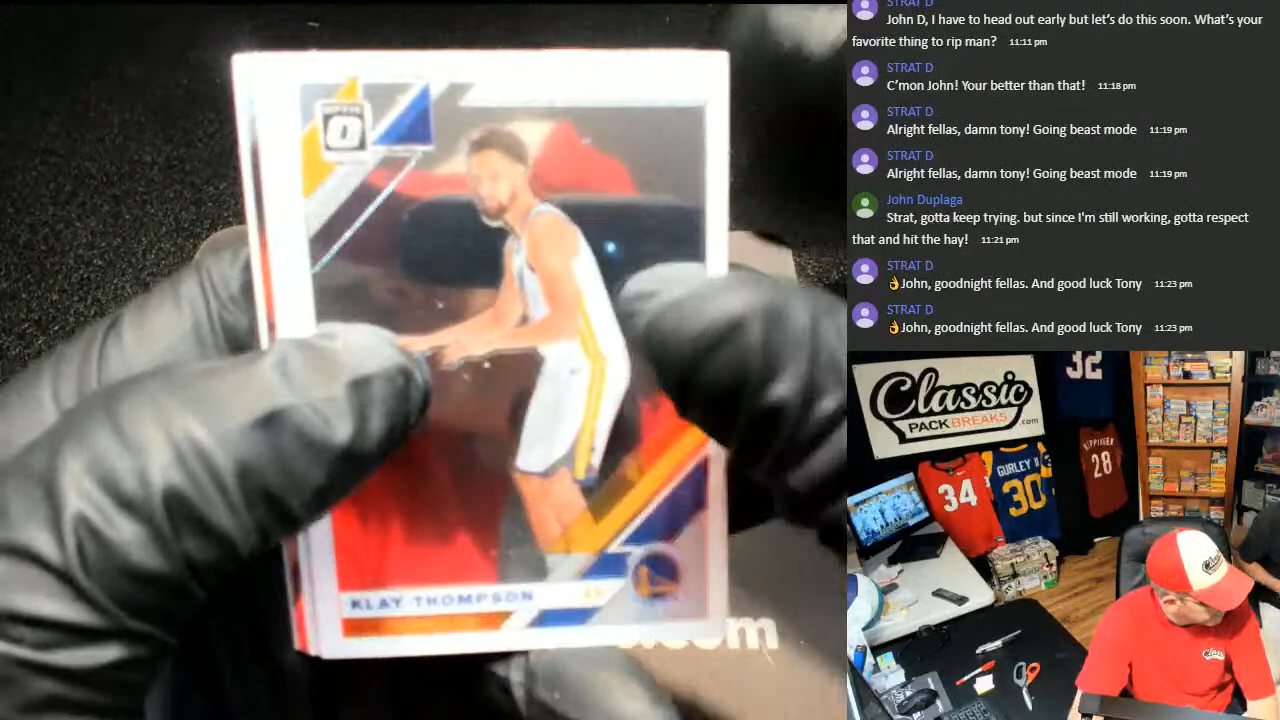 OPTIC
KLAY THOMPSON
.com
STRAT D
John D, I have to head out early but let's do this soon. What's your
favorite thing to rip man? 11:11 pm
STRAT D
C'mon John! Your better than that! 11:18 pm
STRAT D
Alright fellas, damn tony! Going beast mode 11:19 pm
STRAT D
Alright fellas, damn tony! Going beast mode 11:19 pm
John Duplaga
Strat, gotta keep trying. but since I'm still working, gotta respect
that and hit the hay! 11:21 pm
STRAT D
👌John, goodnight fellas. And good luck Tony 11:23 pm
STRAT D
👌John, goodnight fellas. And good luck Tony 11:23 pm
Classic
PACK BREAKS.com
32
34
GURLEY II
30
28